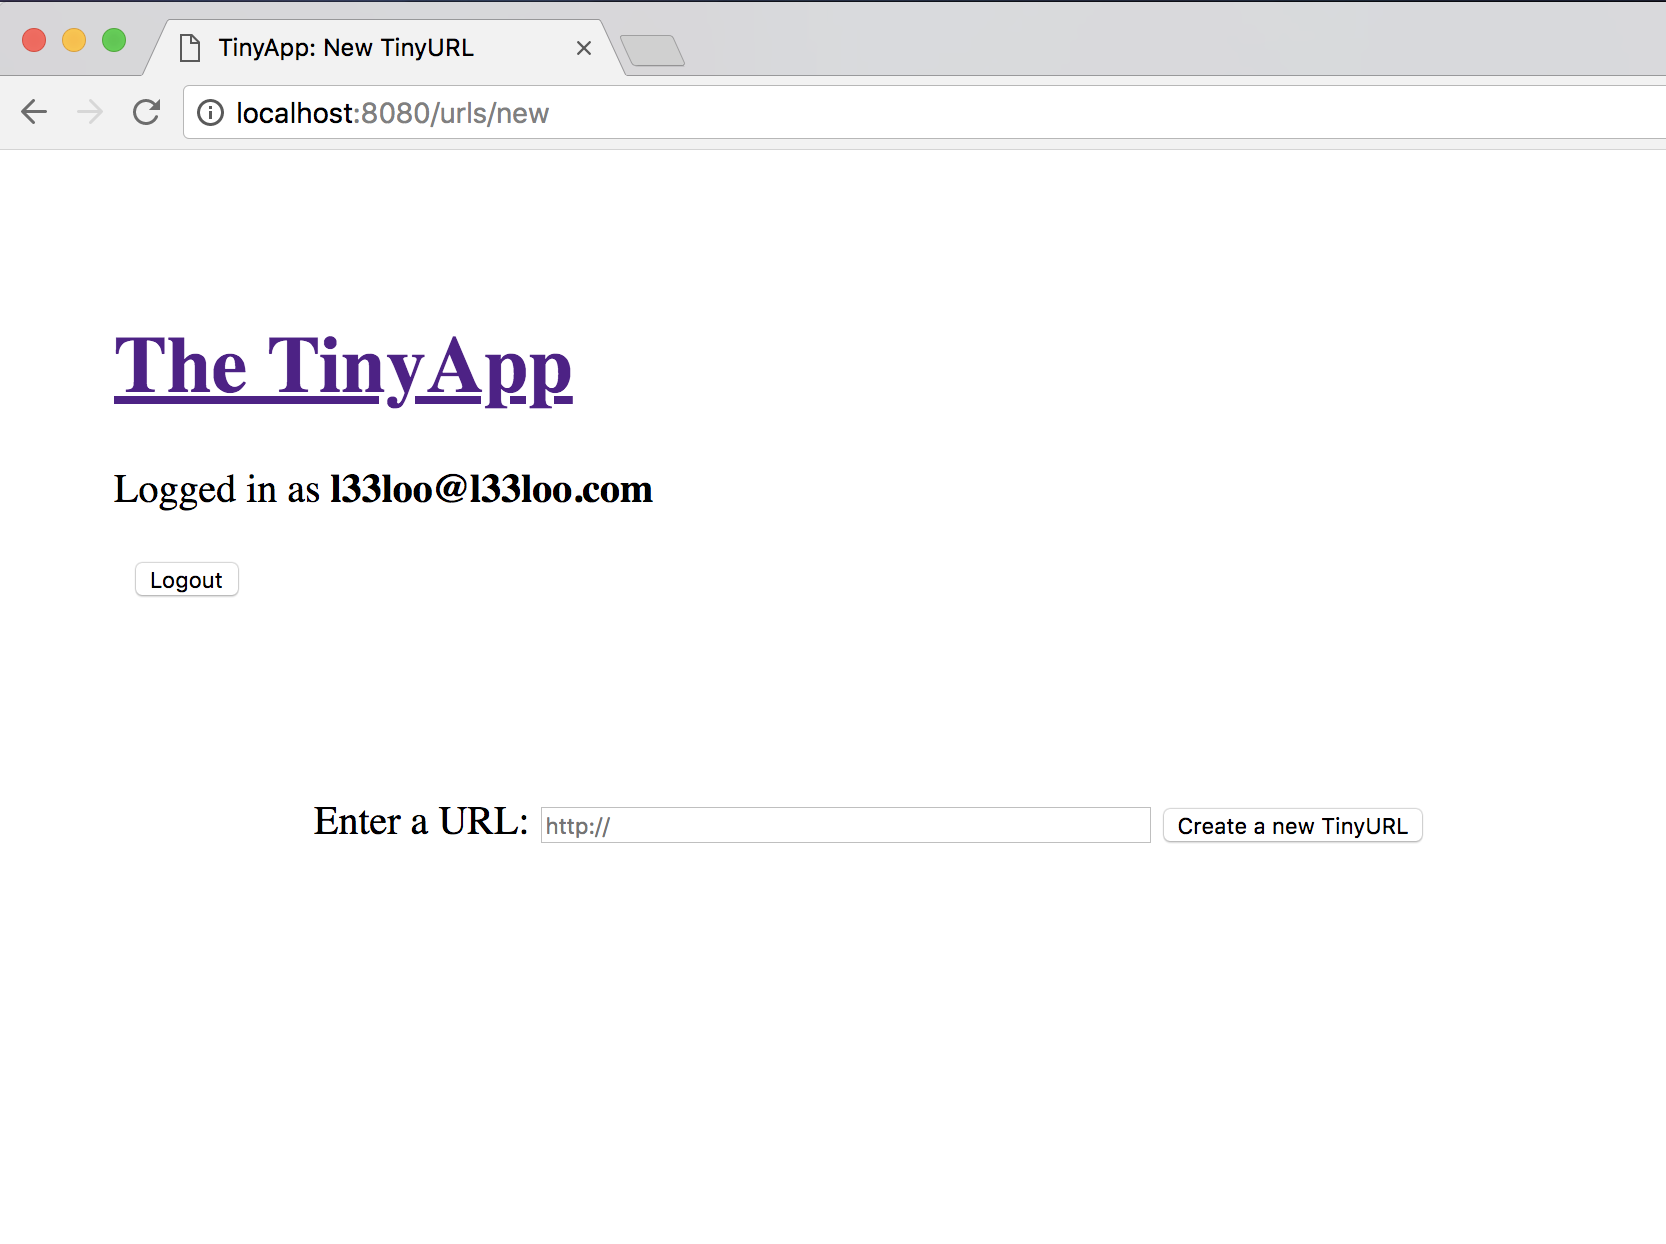 TinyApp: New TinyURL
localhost:8080/urls/new
The TinyApp
Logged in as l33loo@l33loo.com
Logout
Enter a URL: http:// Create a new TinyURL